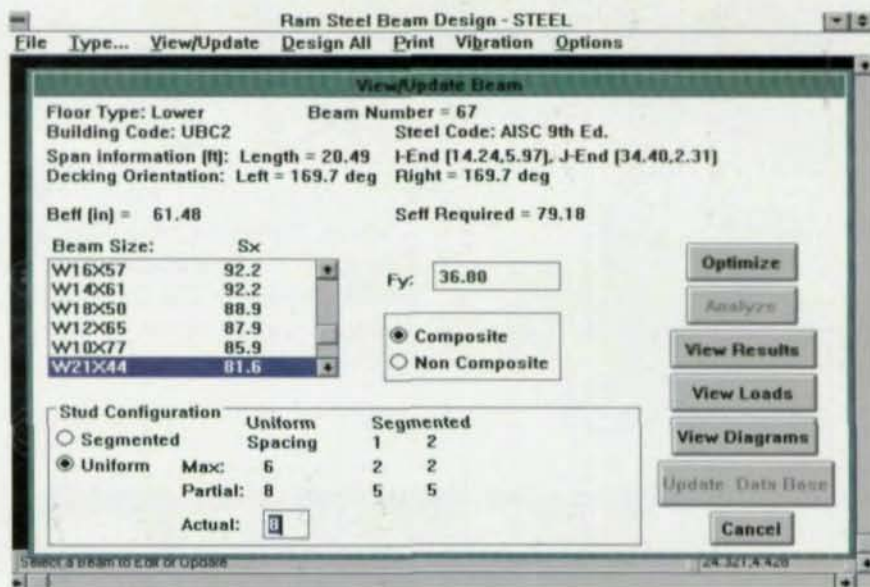 Ram Steel Beam Design - STEEL
File Type... View/Update Design All Print Vibration Options
View/Update Beam
Floor Type: Lower Beam Number = 67
Building Code: UBC2 Steel Code: AISC 9th Ed.
Span information (ft): Length = 20.49 I-End (14.24,5.97), J-End (34.40,2.31)
Decking Orientation: Left = 169.7 deg Right = 169.7 deg
Beff (in) = 61.48 Seff Required = 79.18
Beam Size: Sx
W16X57 92.2
W14X61 92.2
W18X50 88.9
W12X65 87.9
W10X77 85.9
W21X44 81.6
Fy: 36.00
Composite
Non Composite
Optimize
Analyze
View Results
View Loads
View Diagrams
Update Data Base
Cancel
Stud Configuration
Segmented
Uniform
Uniform Spacing Segmented
1 2
Max: 6 2 2
Partial: 8 5 5
Actual: 8
Select a Beam to Edit or Update
24.321,4.428